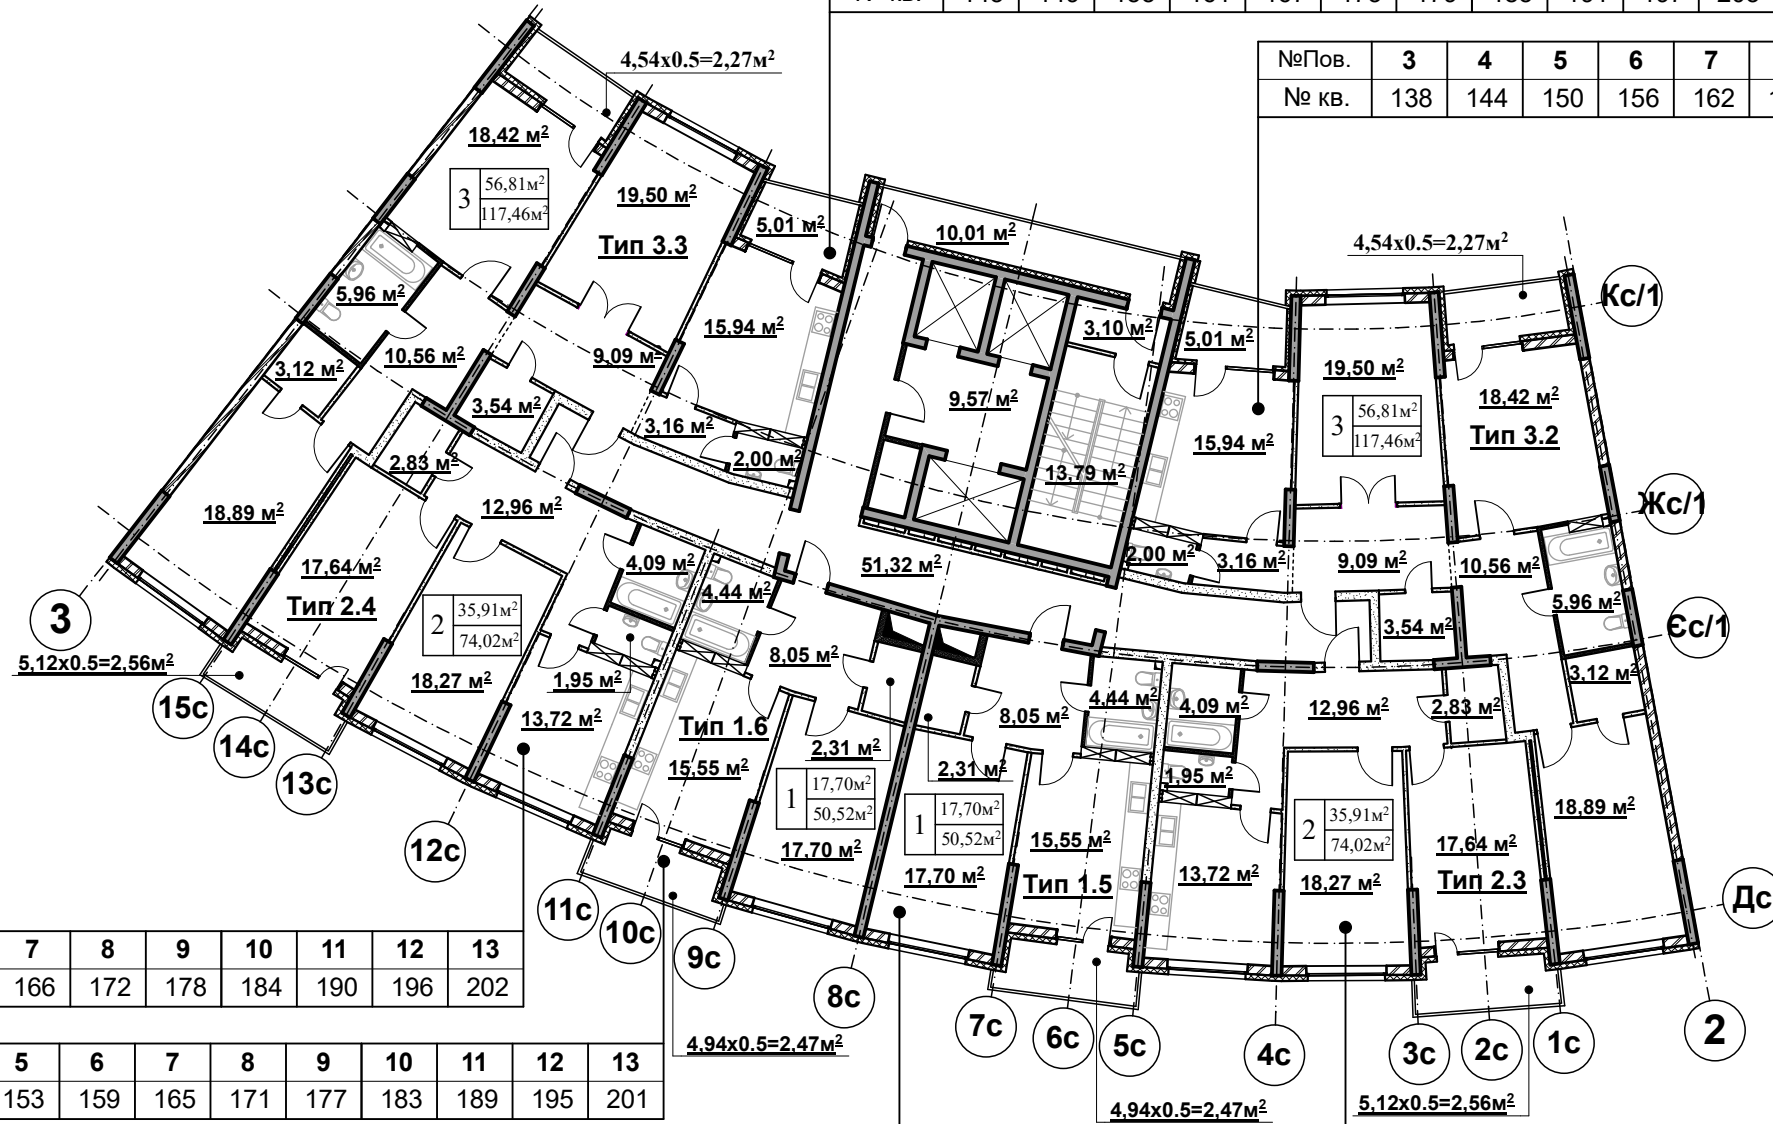 №Пов. 3 4 5 6 7
№ кв. 138 144 150 156 162
4,54x0.5=2,27м²
18,42 м²
3 56,81м²
117,46м²
19,50 м²
Тип 3.3
5,01 м²
10,01 м²
4,54x0.5=2,27м²
Кс/1
5,96 м²
15,94 м²
3,10 м²
5,01 м²
19,50 м²
18,42 м²
3 56,81м²
117,46м²
Тип 3.2
3,12 м²
10,56 м²
9,09 м²
3,54 м²
3,16 м²
2,00 м²
9,57 м²
13,79 м²
15,94 м²
2,83 м²
18,89 м²
12,96 м²
Жс/1
17,64 м²
Тип 2.4
4,09 м²
4,44 м²
51,32 м²
2,00 м²
3,16 м²
9,09 м²
10,56 м²
5,96 м²
3
2 35,91м²
74,02м²
3,54 м²
Єс/1
5,12x0.5=2,56м²
18,27 м²
1,95 м²
8,05 м²
3,12 м²
15с
14с
13с
13,72 м²
Тип 1.6
15,55 м²
2,31 м²
2,31 м²
8,05 м²
4,44 м²
4,09 м²
12,96 м²
2,83 м²
1,95 м²
1 17,70м²
50,52м²
17,70 м²
1 17,70м²
50,52м²
17,70 м²
15,55 м²
Тип 1.5
13,72 м²
2 35,91м²
74,02м²
18,27 м²
17,64 м²
Тип 2.3
18,89 м²
Дс
12с
11с
10с
9с
8с
7с
6с
5с
4с
3с
2с
1с
2
7 8 9 10 11 12 13
166 172 178 184 190 196 202
4,94x0.5=2,47м²
5 6 7 8 9 10 11 12 13
153 159 165 171 177 183 189 195 201
4,94x0.5=2,47м²
5,12x0.5=2,56м²